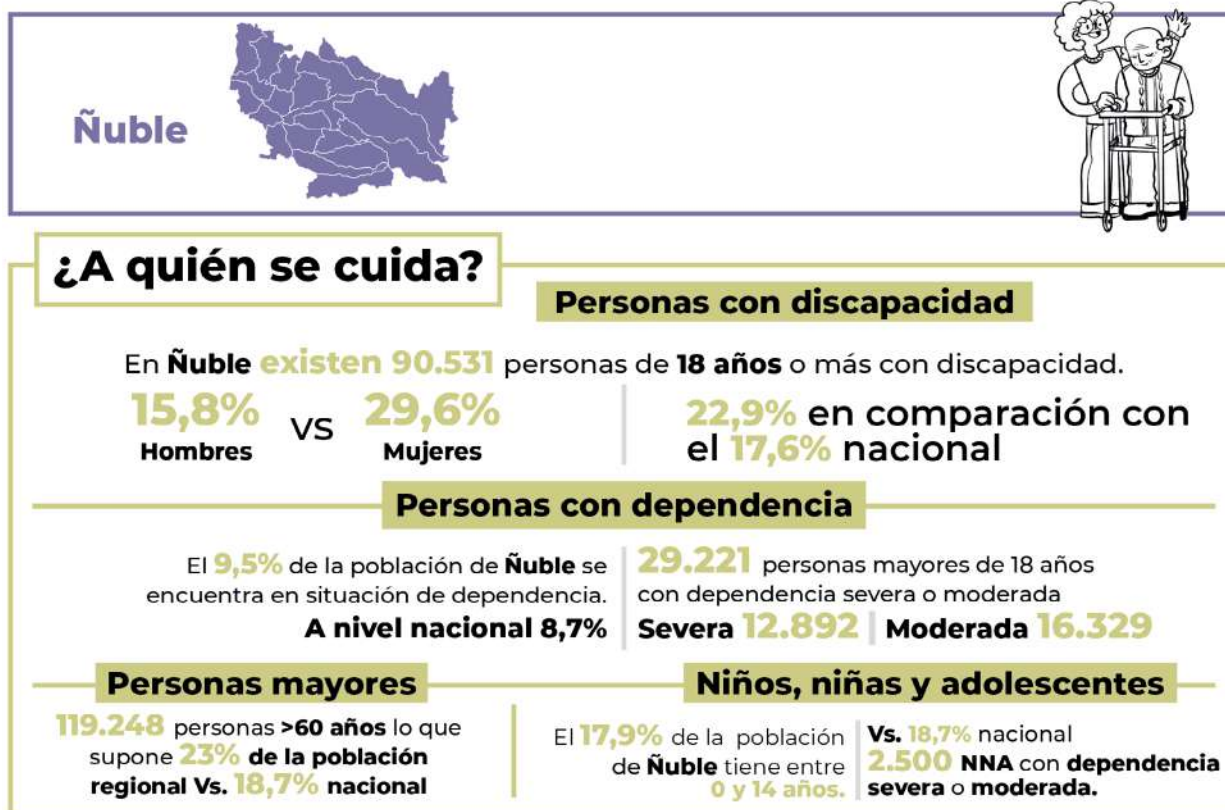 Ñuble
¿A quién se cuida?
Personas con discapacidad
En Ñuble existen 90.531 personas de 18 años o más con discapacidad.
15,8%
Hombres
VS
29,6%
Mujeres
22,9% en comparación con
el 17,6% nacional
Personas con dependencia
El 9,5% de la población de Ñuble se
encuentra en situación de dependencia.
A nivel nacional 8,7%
29.221 personas mayores de 18 años
con dependencia severa o moderada
Severa 12.892 Moderada 16.329
Personas mayores
119.248 personas >60 años lo que
supone 23% de la población
regional Vs. 18,7% nacional
Niños, niñas y adolescentes
El 17,9% de la población
de Ñuble tiene entre
0 y 14 años.
Vs. 18,7% nacional
2.500 NNA con dependencia
severa o moderada.